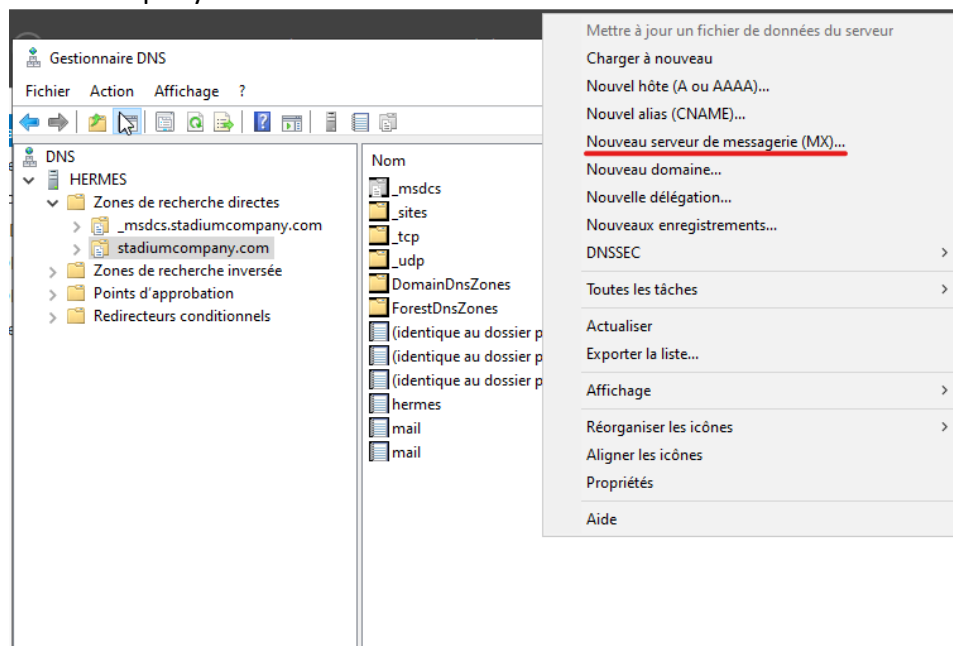 Gestionnaire DNS
Fichier Action Affichage ?
DNS
HERMES
Zones de recherche directes
_msdcs.stadiumcompany.com
stadiumcompany.com
Zones de recherche inversée
Points d'approbation
Redirecteurs conditionnels
Nom
_msdcs
_sites
_tcp
_udp
DomainDnsZones
ForestDnsZones
(identique au dossier p
(identique au dossier p
(identique au dossier p
hermes
mail
mail
Mettre à jour un fichier de données du serveur
Charger à nouveau
Nouvel hôte (A ou AAAA)...
Nouvel alias (CNAME)...
Nouveau serveur de messagerie (MX)...
Nouveau domaine...
Nouvelle délégation...
Nouveaux enregistrements...
DNSSEC
Toutes les tâches
Actualiser
Exporter la liste...
Affichage
Réorganiser les icônes
Aligner les icônes
Propriétés
Aide